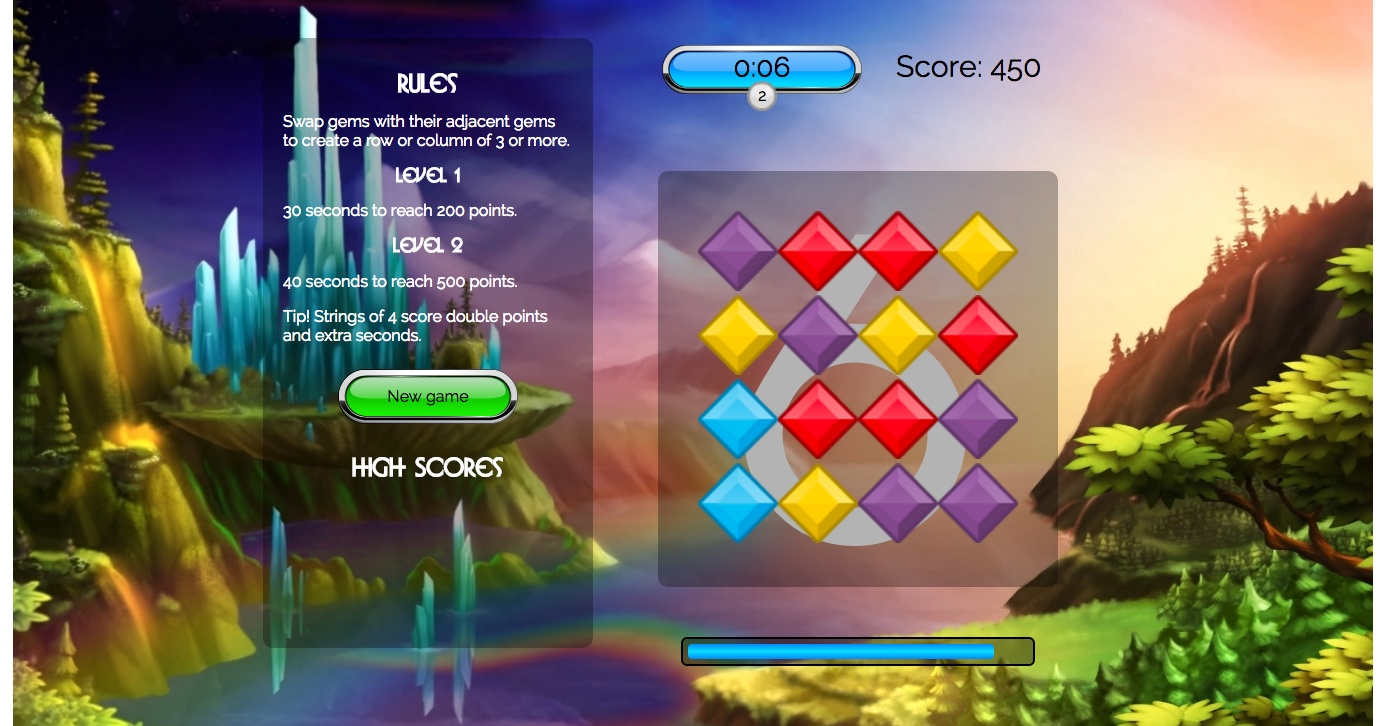 RULES
Swap gems with their adjacent gems
to create a row or column of 3 or more.
LEVEL 1
30 seconds to reach 200 points.
LEVEL 2
40 seconds to reach 500 points.
Tip! Strings of 4 score double points
and extra seconds.
New game
HIGH SCORES
0:06
2
Score: 450
6